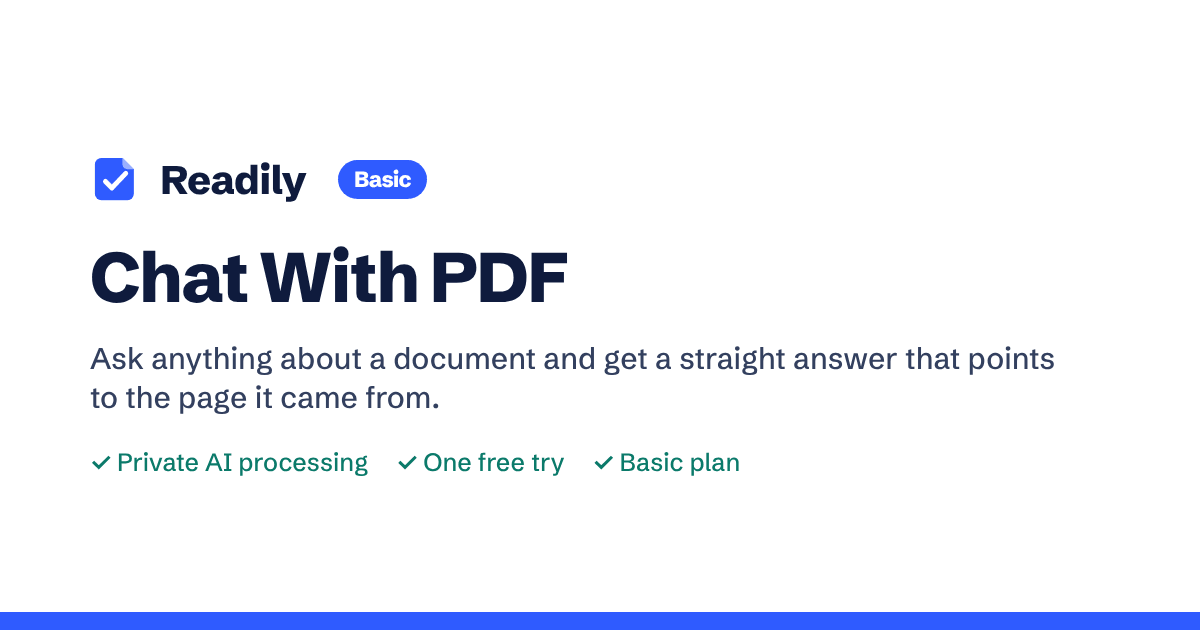 Readily
Basic
Chat With PDF
Ask anything about a document and get a straight answer that points
to the page it came from.
✓ Private AI processing ✓ One free try ✓ Basic plan